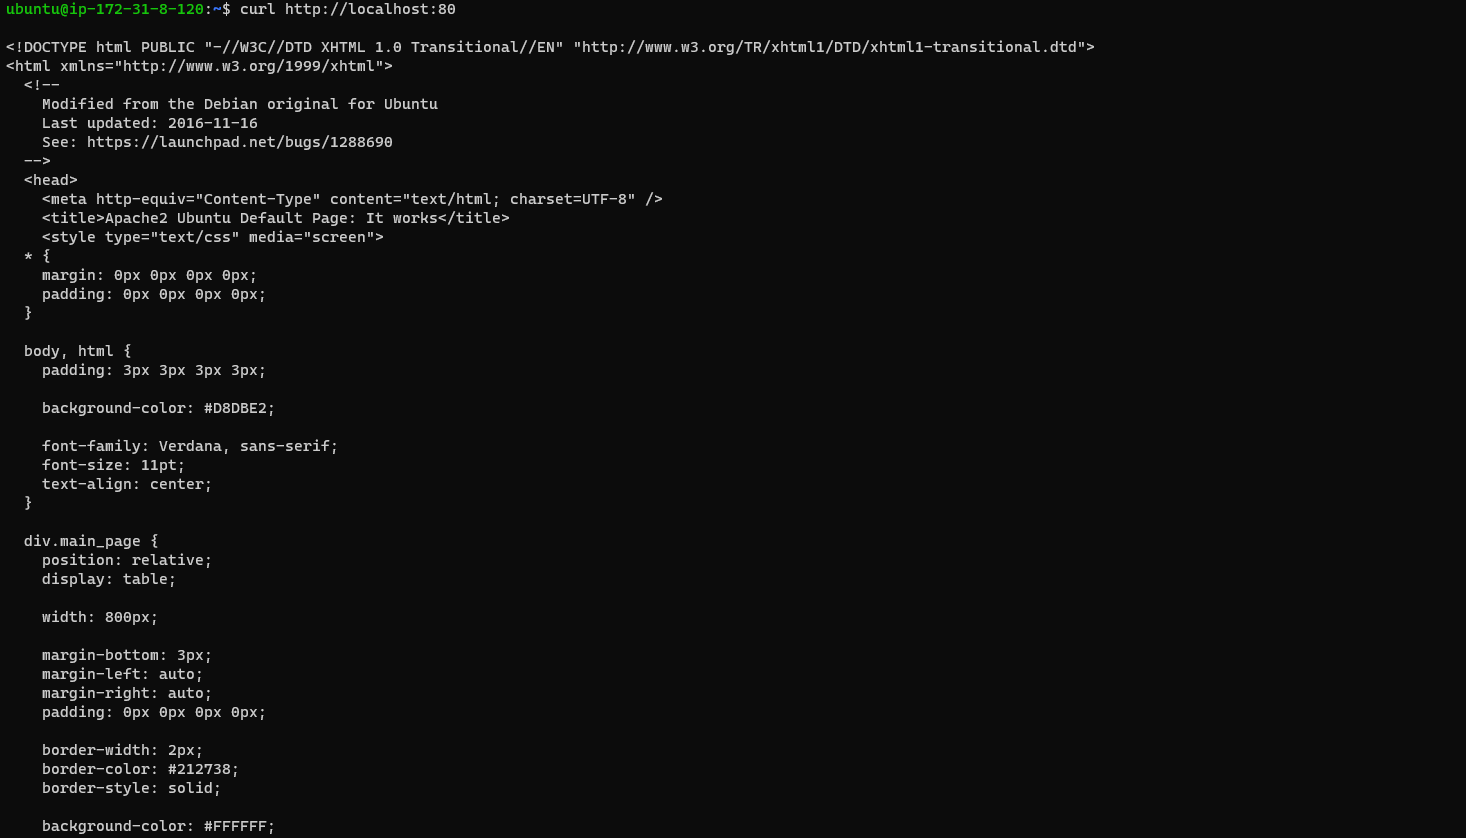 ubuntu@ip-172-31-8-120:~$ curl http://localhost:80
<!DOCTYPE html PUBLIC "-//W3C//DTD XHTML 1.0 Transitional//EN" "http://www.w3.org/TR/xhtml1/DTD/xhtml1-transitional.dtd">
<html xmlns="http://www.w3.org/1999/xhtml">
  <!--
    Modified from the Debian original for Ubuntu
    Last updated: 2016-11-16
    See: https://launchpad.net/bugs/1288690
  -->
  <head>
    <meta http-equiv="Content-Type" content="text/html; charset=UTF-8" />
    <title>Apache2 Ubuntu Default Page: It works</title>
    <style type="text/css" media="screen">
  * {
    margin: 0px 0px 0px 0px;
    padding: 0px 0px 0px 0px;
  }
  body, html {
    padding: 3px 3px 3px 3px;
    background-color: #D8DBE2;
    font-family: Verdana, sans-serif;
    font-size: 11pt;
    text-align: center;
  }
  div.main_page {
    position: relative;
    display: table;
    width: 800px;
    margin-bottom: 3px;
    margin-left: auto;
    margin-right: auto;
    padding: 0px 0px 0px 0px;
    border-width: 2px;
    border-color: #212738;
    border-style: solid;
    background-color: #FFFFFF;